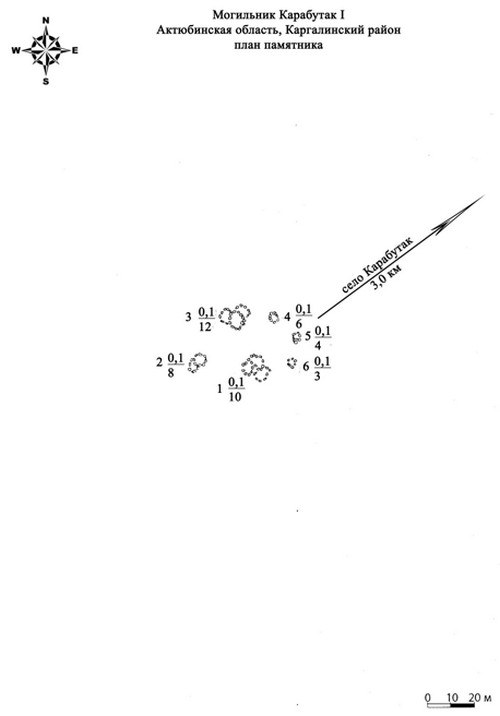 Могильник Карабутак I
Актюбинская область, Каргалинский район
план памятника
N
W E
S
село Карабутак
3,0 км
3 0,1/12
4 0,1/6
5 0,1/4
2 0,1/8
1 0,1/10
6 0,1/3
0 10 20 м